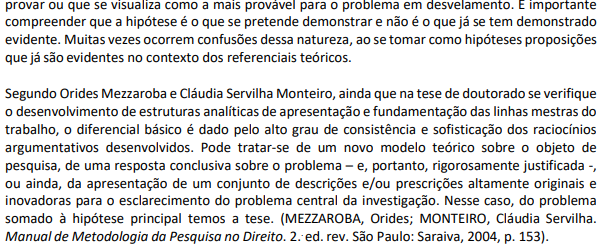 provar ou que se visualiza como a mais provável para o problema em desvelamento. É importante
compreender que a hipótese é o que se pretende demonstrar e não é o que já se tem demonstrado
evidente. Muitas vezes ocorrem confusões dessa natureza, ao se tomar como hipóteses proposições
que já são evidentes no contexto dos referenciais teóricos.
Segundo Orides Mezzaroba e Cláudia Servilha Monteiro, ainda que na tese de doutorado se verifique
o desenvolvimento de estruturas analíticas de apresentação e fundamentação das linhas mestras do
trabalho, o diferencial básico é dado pelo alto grau de consistência e sofisticação dos raciocínios
argumentativos desenvolvidos. Pode tratar-se de um novo modelo teórico sobre o objeto de
pesquisa, de uma resposta conclusiva sobre o problema – e, portanto, rigorosamente justificada -,
ou ainda, da apresentação de um conjunto de descrições e/ou prescrições altamente originais e
inovadoras para o esclarecimento do problema central da investigação. Nesse caso, do problema
somado à hipótese principal temos a tese. (MEZZAROBA, Orides; MONTEIRO, Cláudia Servilha.
Manual de Metodologia da Pesquisa no Direito. 2. ed. rev. São Paulo: Saraiva, 2004, p. 153).